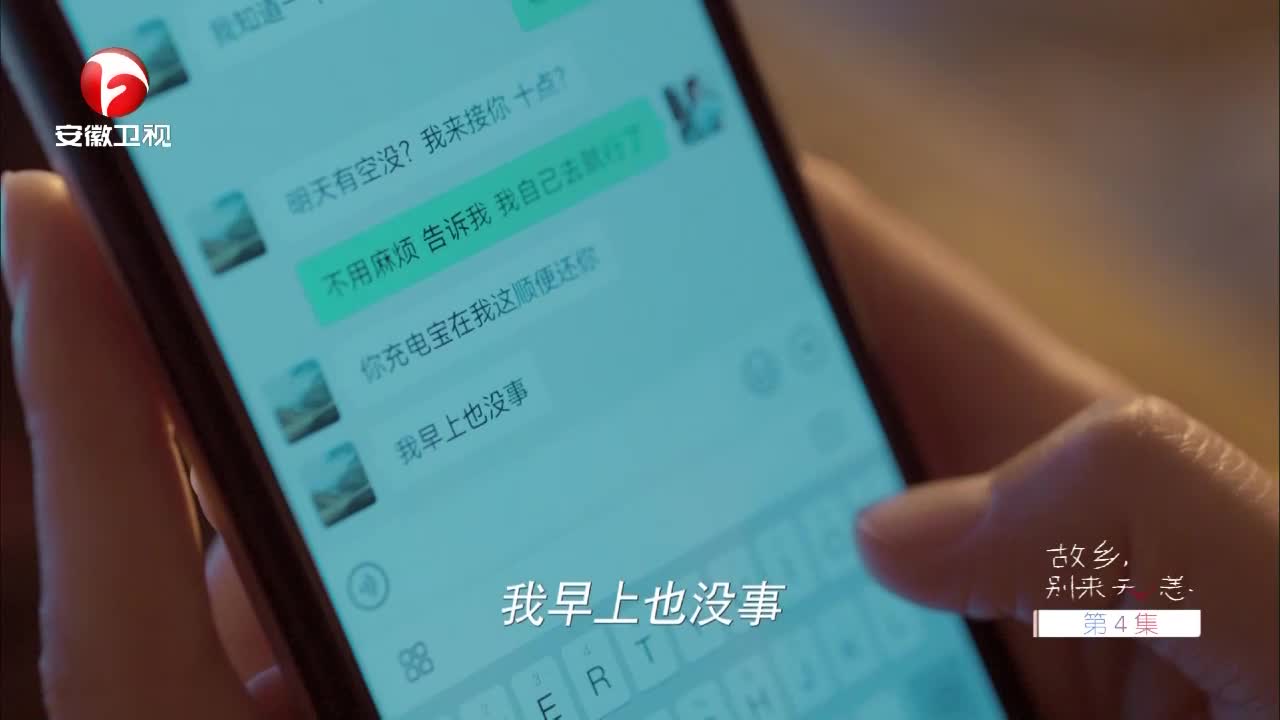 我知道一个
安徽卫视
明天有空没？我来接你 十点？
不用麻烦 告诉我 我自己去就行了
你充电宝在我这顺便还你
我早上也没事
我早上也没事
故乡，
别来无恙
第4集
E R T